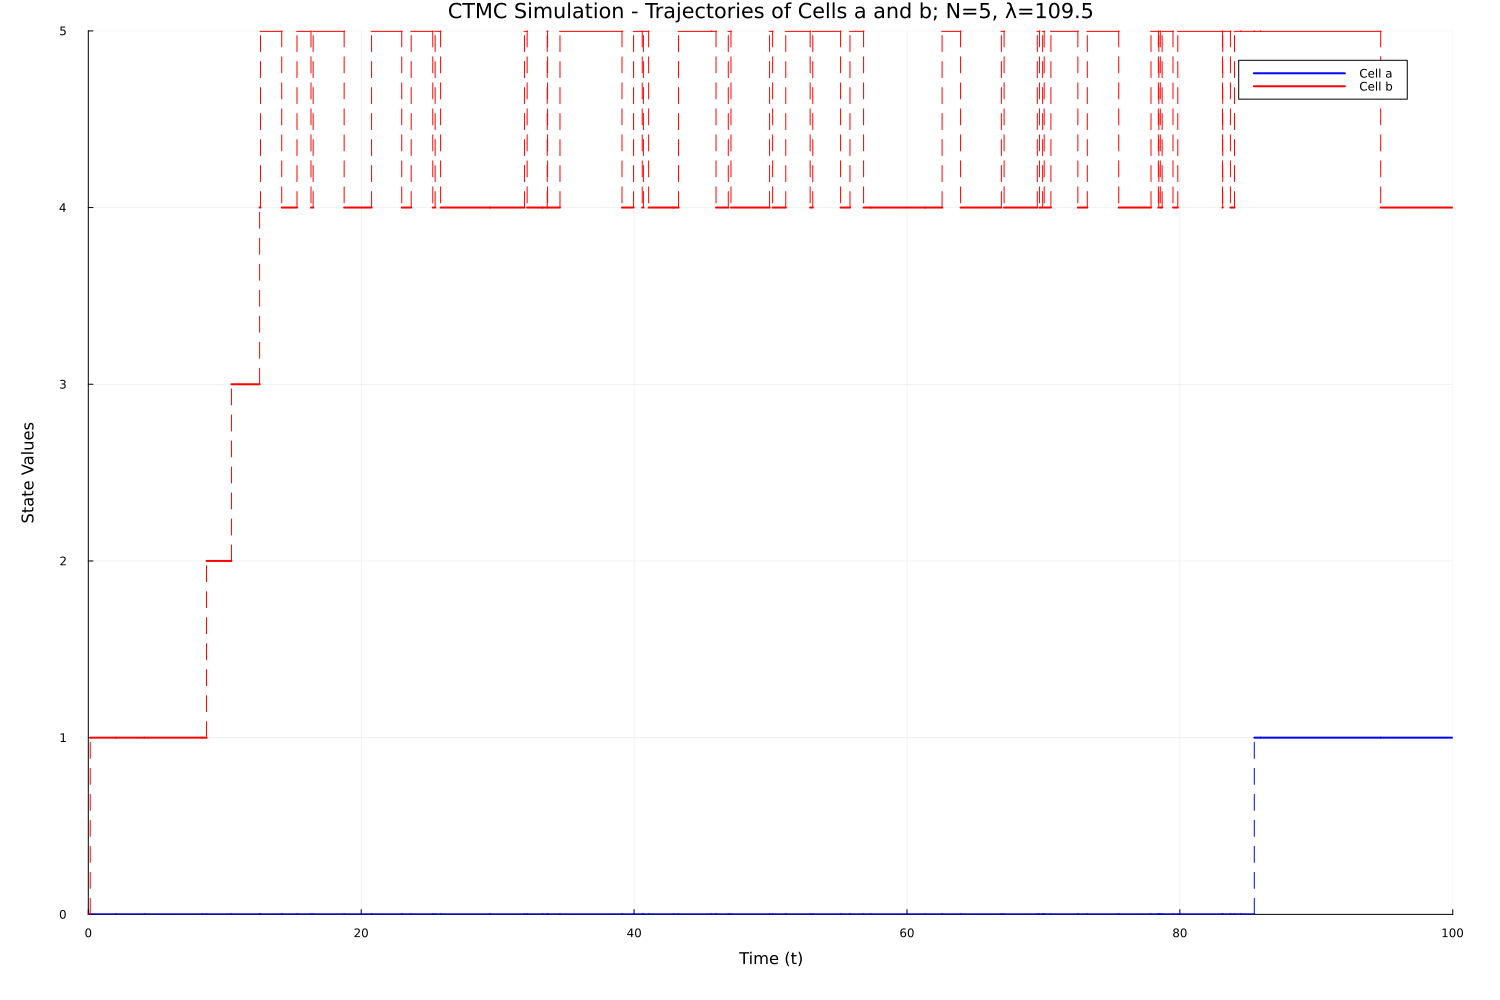 CTMC Simulation - Trajectories of Cells a and b; N=5, λ=109.5
5
Cell a
Cell b
4
3
State Values
2
1
0
0 20 40 60 80 100
Time (t)